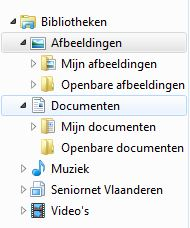 Bibliotheken
Afbeeldingen
Mijn afbeeldingen
Openbare afbeeldingen
Documenten
Mijn documenten
Openbare documenten
Muziek
Seniornet Vlaanderen
Video's